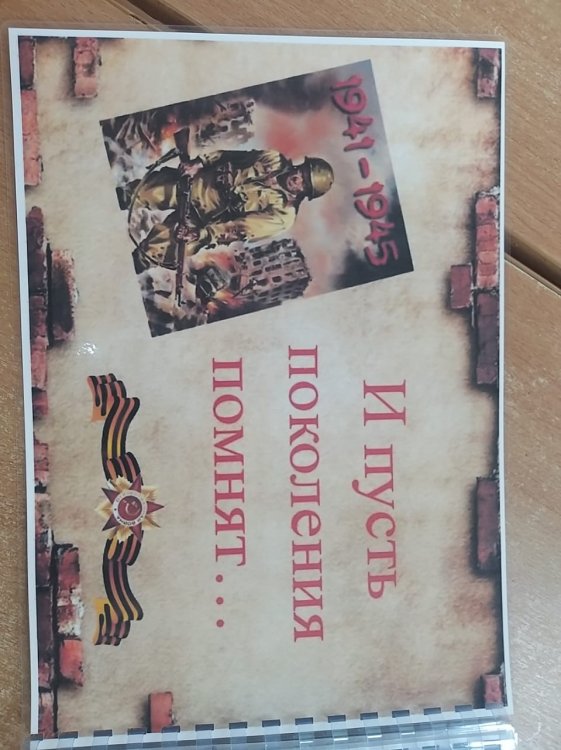 1941-1945
И пусть
поколения
помнят...